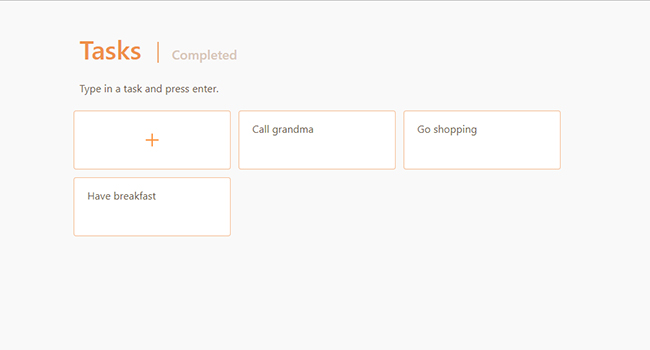 Tasks | Completed
Type in a task and press enter.
+
Call grandma
Go shopping
Have breakfast